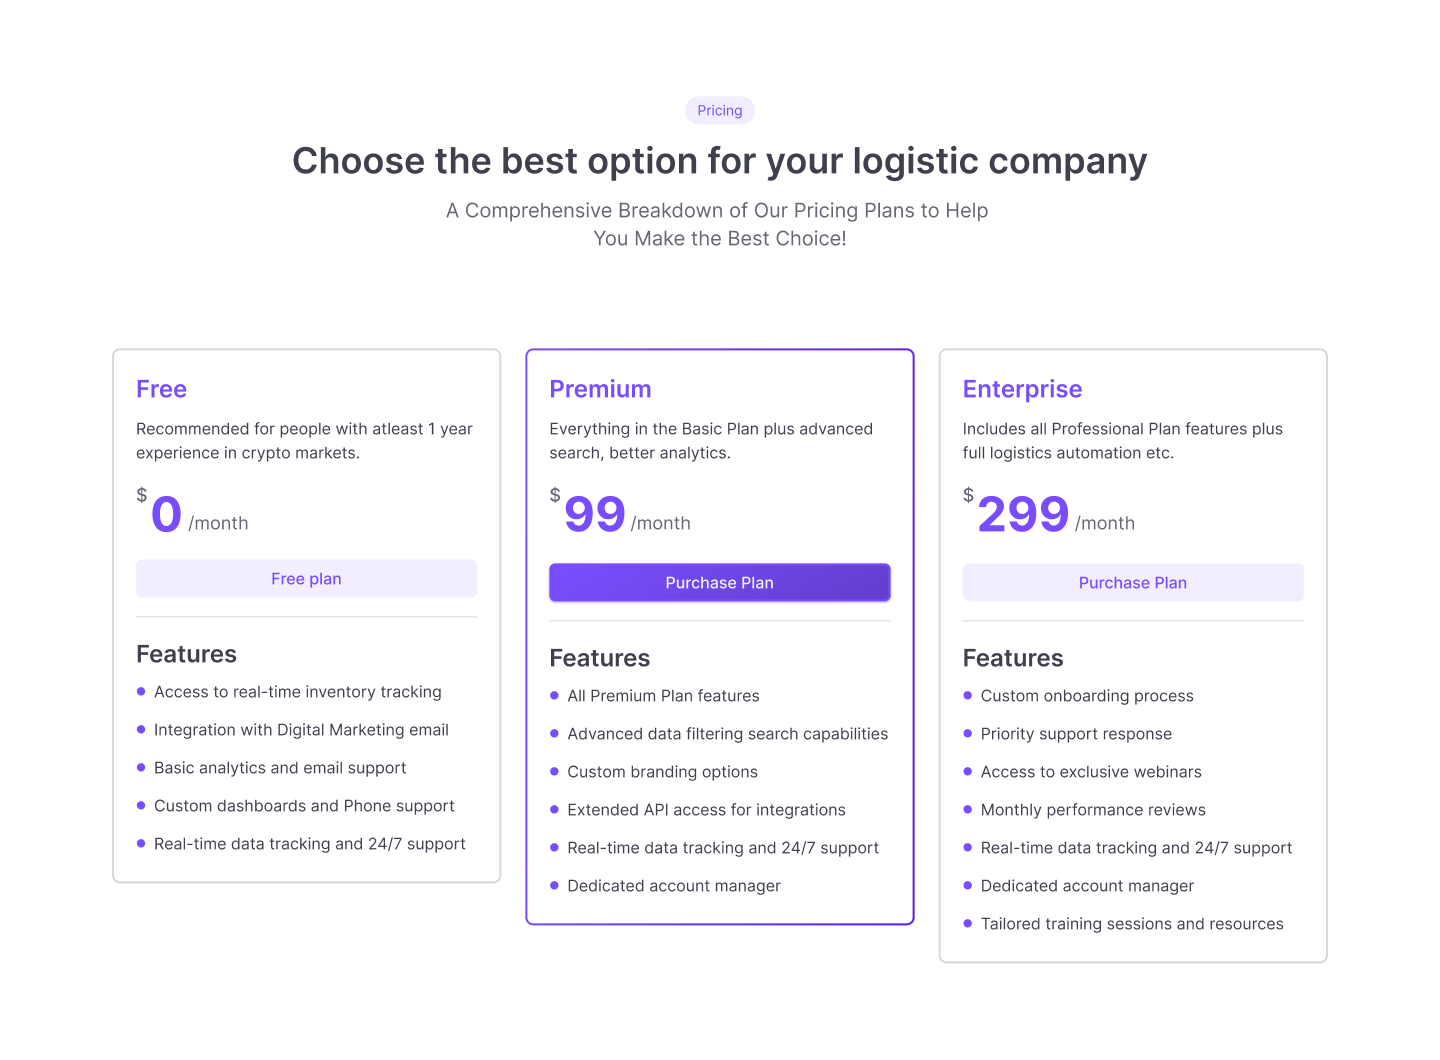 Pricing
Choose the best option for your logistic company
A Comprehensive Breakdown of Our Pricing Plans to Help
You Make the Best Choice!
Free
Recommended for people with atleast 1 year
experience in crypto markets.
$0 /month
Free plan
Features
Access to real-time inventory tracking
Integration with Digital Marketing email
Basic analytics and email support
Custom dashboards and Phone support
Real-time data tracking and 24/7 support
Premium
Everything in the Basic Plan plus advanced
search, better analytics.
$99 /month
Purchase Plan
Features
All Premium Plan features
Advanced data filtering search capabilities
Custom branding options
Extended API access for integrations
Real-time data tracking and 24/7 support
Dedicated account manager
Enterprise
Includes all Professional Plan features plus
full logistics automation etc.
$299 /month
Purchase Plan
Features
Custom onboarding process
Priority support response
Access to exclusive webinars
Monthly performance reviews
Real-time data tracking and 24/7 support
Dedicated account manager
Tailored training sessions and resources